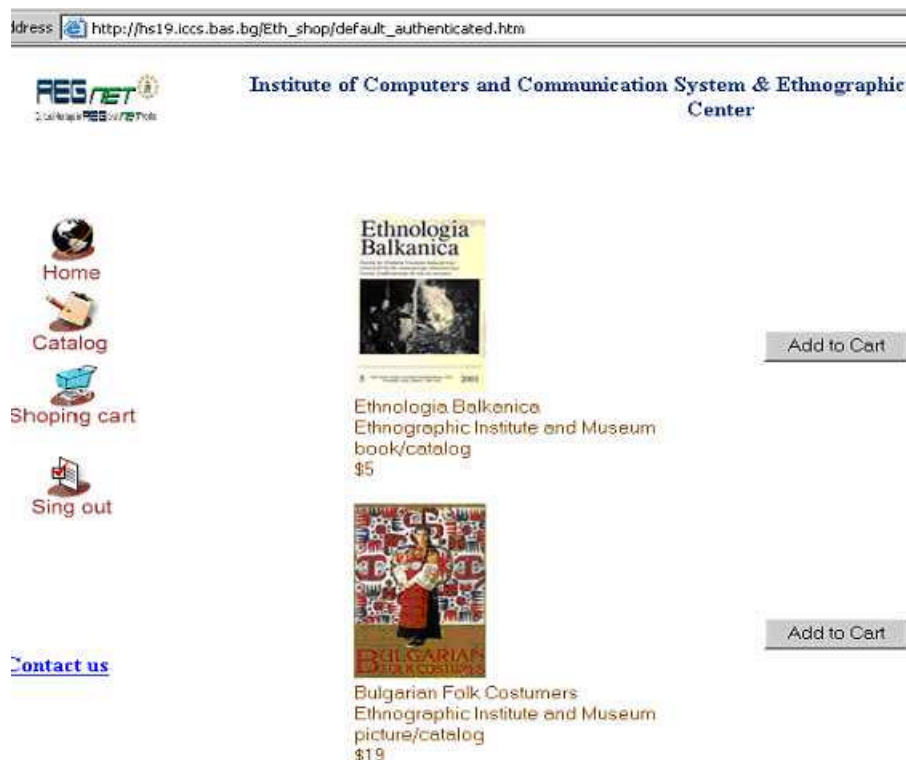 ddress http://hs19.iccs.bas.bg/Eth_shop/default_authenticated.htm
REGNET
Institute of Computers and Communication System & Ethnographic
Center
Home
Catalog
Shoping cart
Sing out
Contact us
Ethnologia
Balkanica
5
2001
Ethnologia Balkanica
Ethnographic Institute and Museum
book/catalog
$5
Add to Cart
BULGARIAN
FOLK COSTUMES
Bulgarian Folk Costumers
Ethnographic Institute and Museum
picture/catalog
$19
Add to Cart